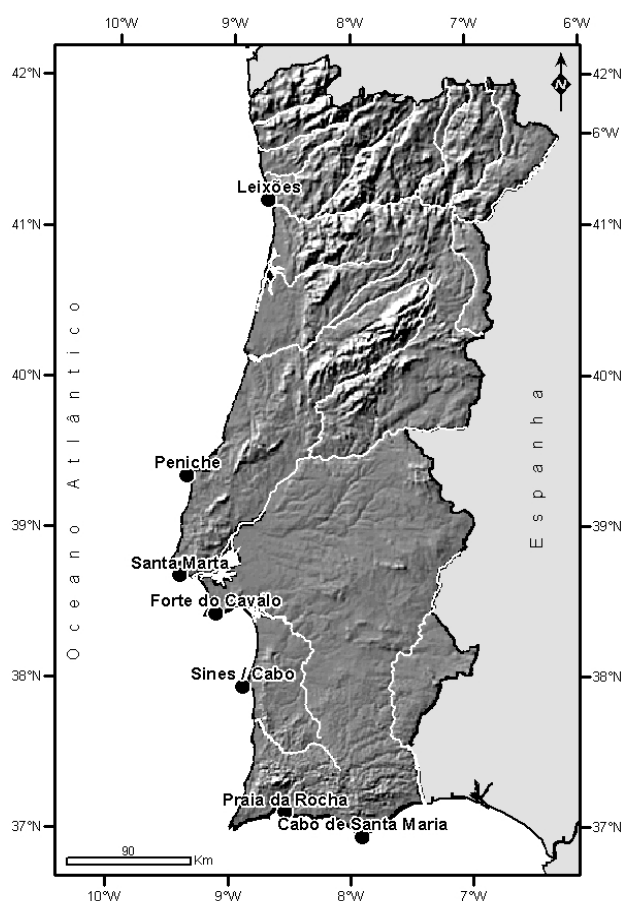 10°W 9°W 8°W 7°W 6°W
42°N 42°N
N
6°W
Leixões
41°N 41°N
40°N 40°N
Oceano Atlântico
Espanha
Peniche
39°N 39°N
Santa Marta
Forte do Cavalo
38°N 38°N
Sines / Cabo
Praia da Rocha
37°N 37°N
Cabo de Santa Maria
90
Km
10°W 9°W 8°W 7°W